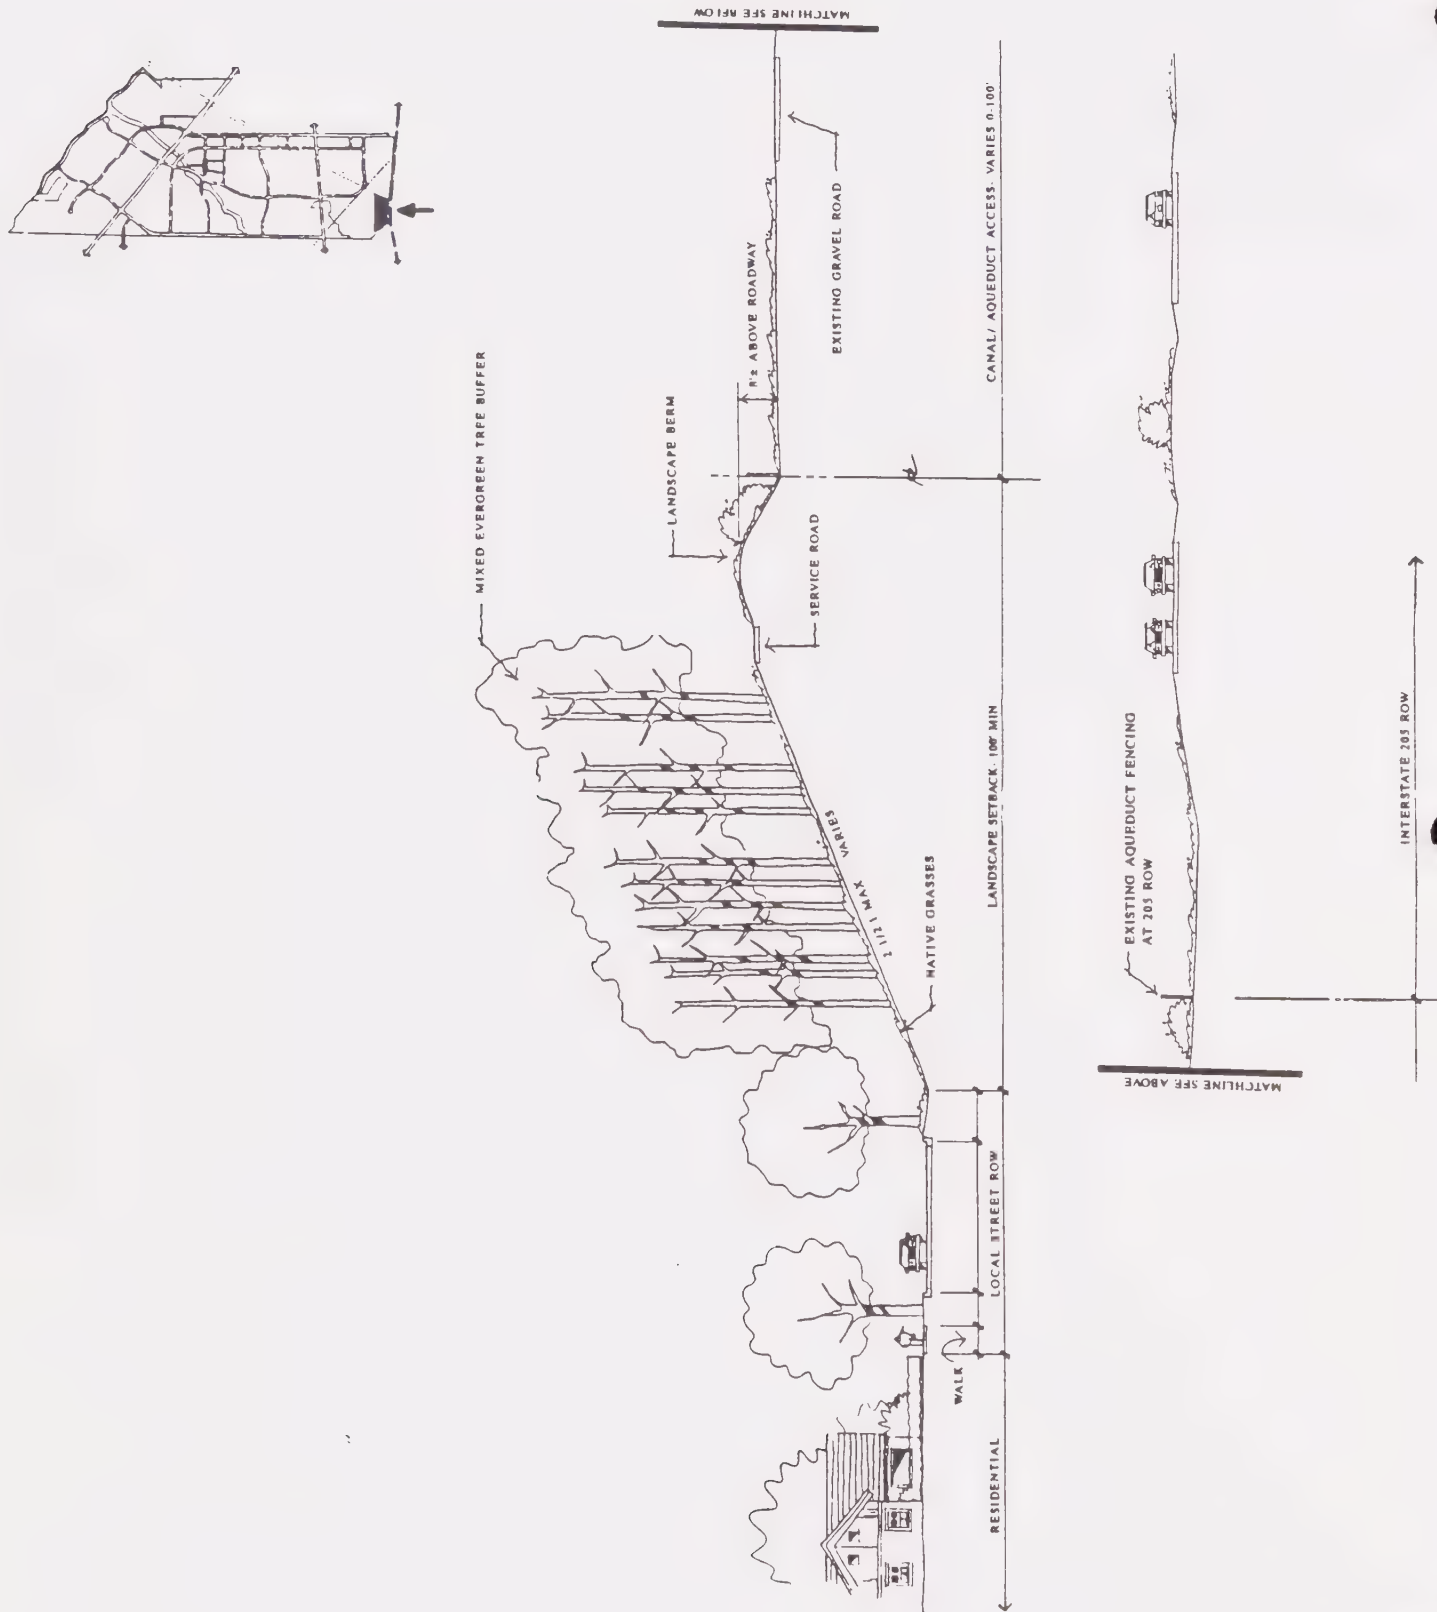 MATCHLINE SEE BELOW
MIXED EVERGREEN TREE BUFFER
LANDSCAPE BERM
ABOVE ROADWAY
EXISTING GRAVEL ROAD
SERVICE ROAD
2 1/2 1 MAX VARIES
NATIVE GRASSES
WALK
RESIDENTIAL
LOCAL STREET ROW
LANDSCAPE SETBACK- 100' MIN
CANAL/ AQUEDUCT ACCESS- VARIES 0-100'
MATCHLINE SEE ABOVE
EXISTING AQUEDUCT FENCING
AT 205 ROW
INTERSTATE 205 ROW